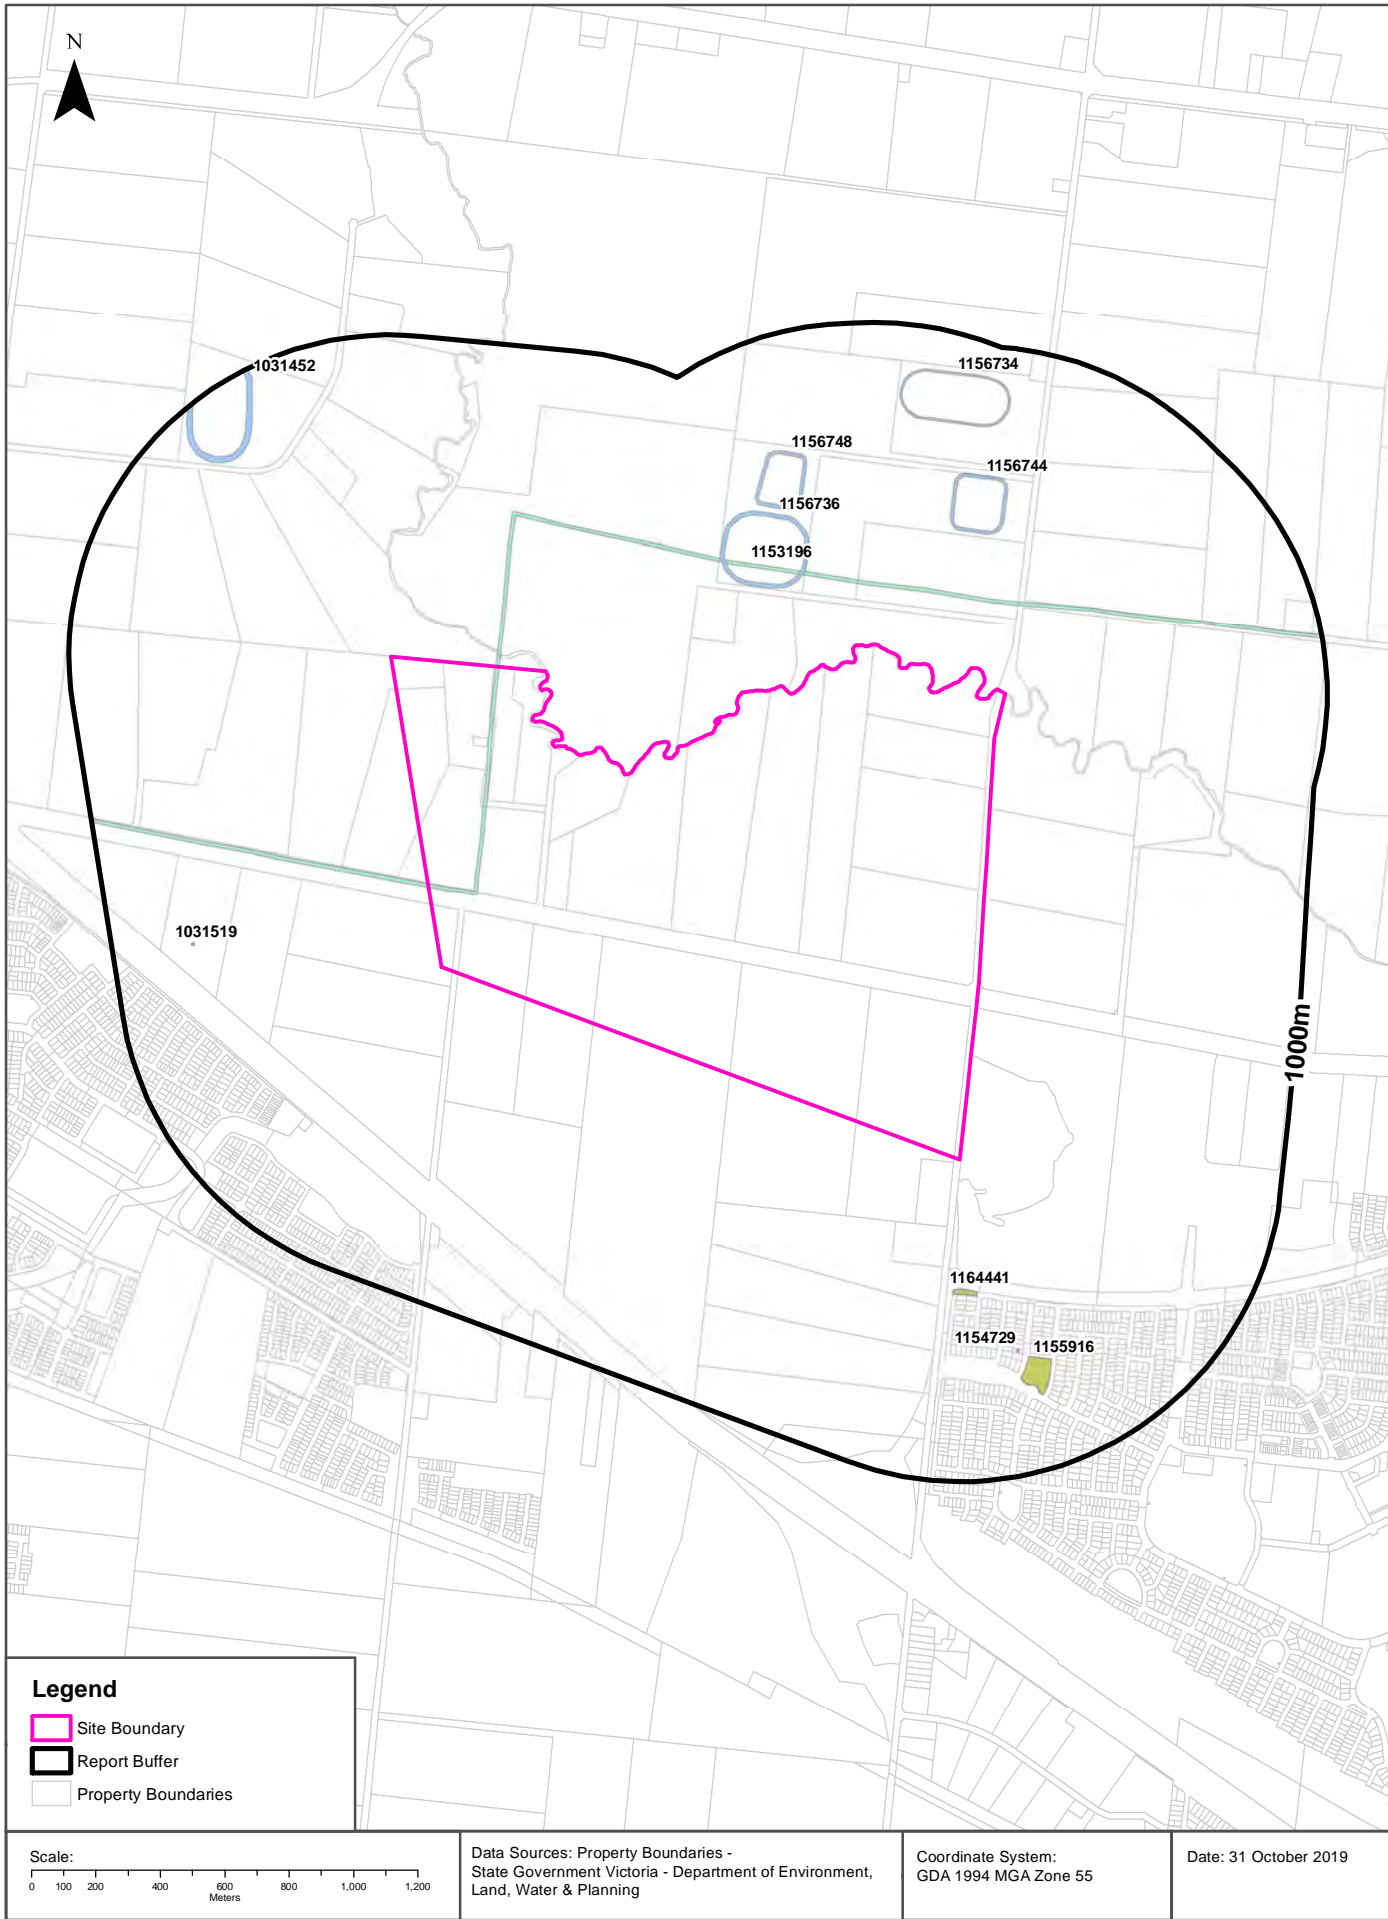 N
1031452
1156734
1156748
1156744
1156736
1153196
1031519
1000m
1164441
1154729
1155916
Legend
Site Boundary
Report Buffer
Property Boundaries
Scale:
0 100 200 400 600 800 1,000 1,200
Meters
Data Sources: Property Boundaries -
State Government Victoria - Department of Environment,
Land, Water & Planning
Coordinate System:
GDA 1994 MGA Zone 55
Date: 31 October 2019